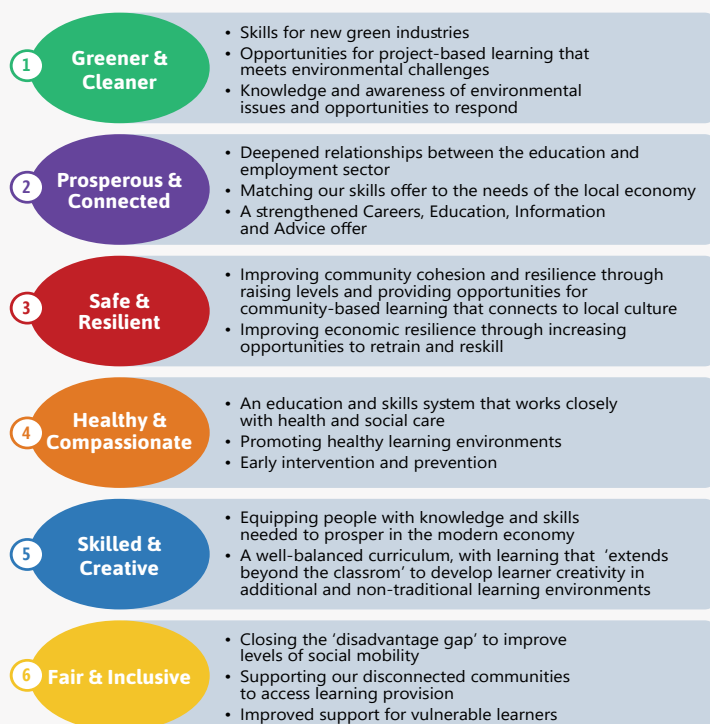 1
Greener &
Cleaner
• Skills for new green industries
• Opportunities for project-based learning that
meets environmental challenges
• Knowledge and awareness of environmental
issues and opportunities to respond
2
Prosperous &
Connected
• Deepened relationships between the education and
employment sector
• Matching our skills offer to the needs of the local economy
• A strengthened Careers, Education, Information
and Advice offer
3
Safe &
Resilient
• Improving community cohesion and resilience through
raising levels and providing opportunities for
community-based learning that connects to local culture
• Improving economic resilience through increasing
opportunities to retrain and reskill
4
Healthy &
Compassionate
• An education and skills system that works closely
with health and social care
• Promoting healthy learning environments
• Early intervention and prevention
5
Skilled &
Creative
• Equipping people with knowledge and skills
needed to prosper in the modern economy
• A well-balanced curriculum, with learning that ‘extends
beyond the classrom’ to develop learner creativity in
additional and non-traditional learning environments
6
Fair & Inclusive
• Closing the ‘disadvantage gap’ to improve
levels of social mobility
• Supporting our disconnected communities
to access learning provision
• Improved support for vulnerable learners